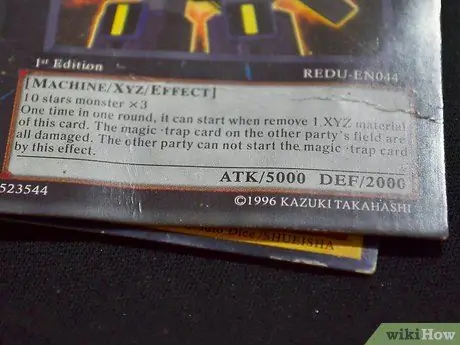 1st Edition
REDU-EN044
[MACHINE/XYZ/EFFECT]
10 stars monster ×3
One time in one round, it can start when remove 1 XYZ material
of this card. The magic ·trap card on the other party's field are
all damaged. The other party can not start the magic ·trap card
by this effect.
ATK/5000 DEF/2000
523544
©1996 KAZUKI TAKAHASHI
Dice /SHUEISHA
wikiHow